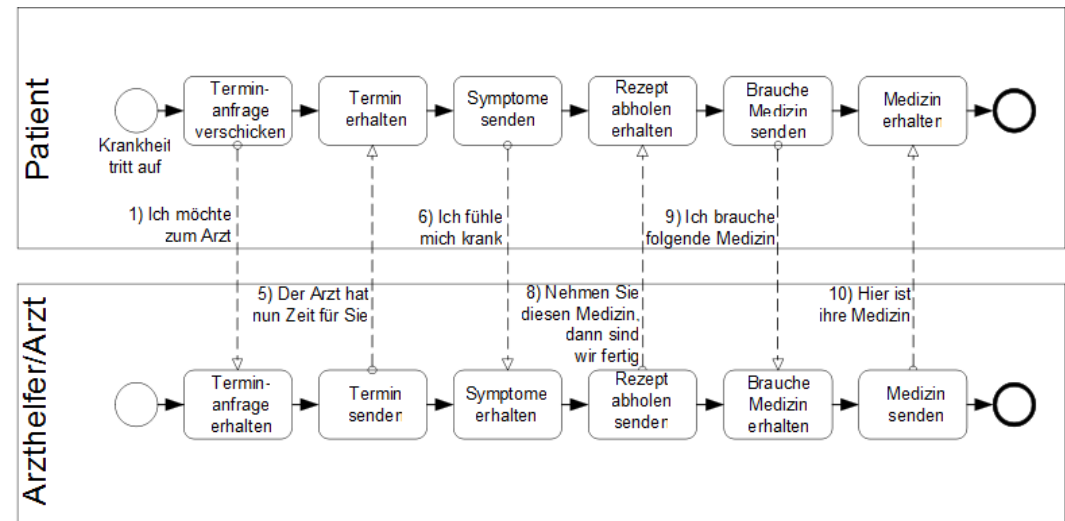 Patient
Krankheit
tritt auf
Termin-
anfrage
verschicken
Termin
erhalten
Symptome
senden
Rezept
abholen
erhalten
Brauche
Medizin
senden
Medizin
erhalten
1) Ich möchte
zum Arzt
5) Der Arzt hat
nun Zeit für Sie
6) Ich fühle
mich krank
8) Nehmen Sie
diesen Medizin,
dann sind
wir fertig
9) Ich brauche
folgende Medizin
10) Hier ist
ihre Medizin
Arzthelfer/Arzt
Termin-
anfrage
erhalten
Termin
senden
Symptome
erhalten
Rezept
abholen
senden
Brauche
Medizin
erhalten
Medizin
senden